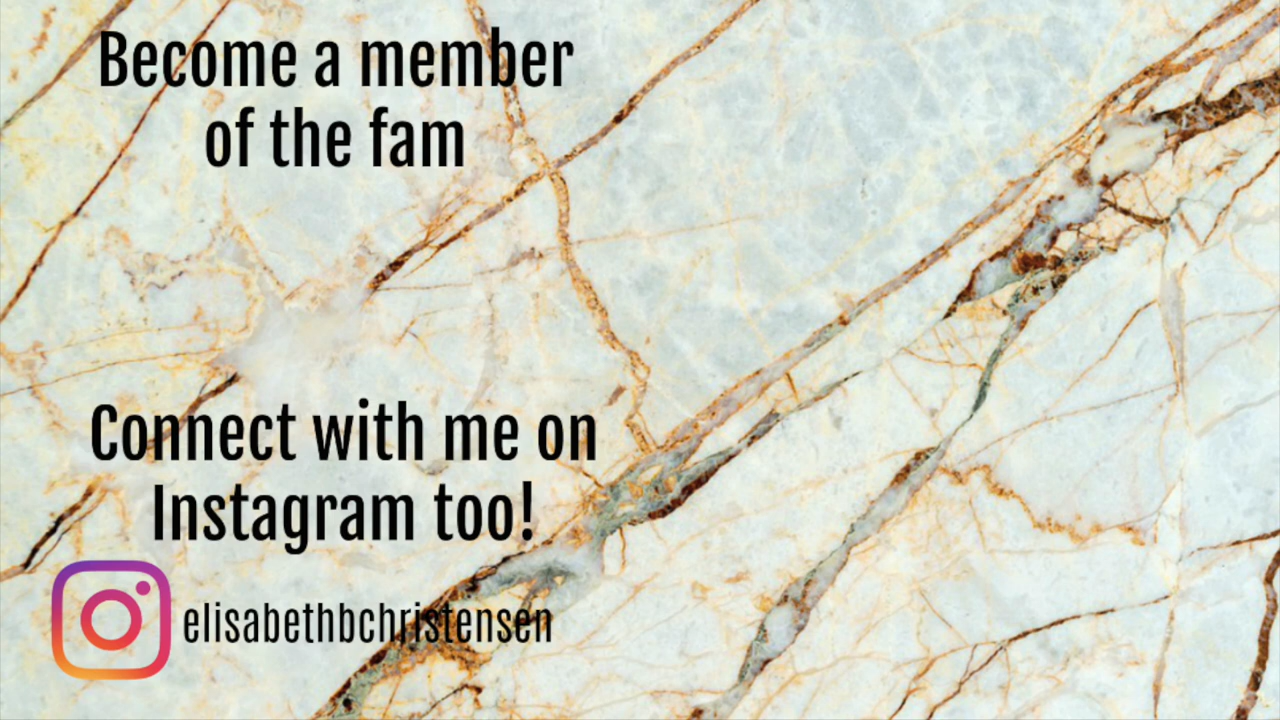 Become a member
of the fam
Connect with me on
Instagram too!
elisabethbchristensen